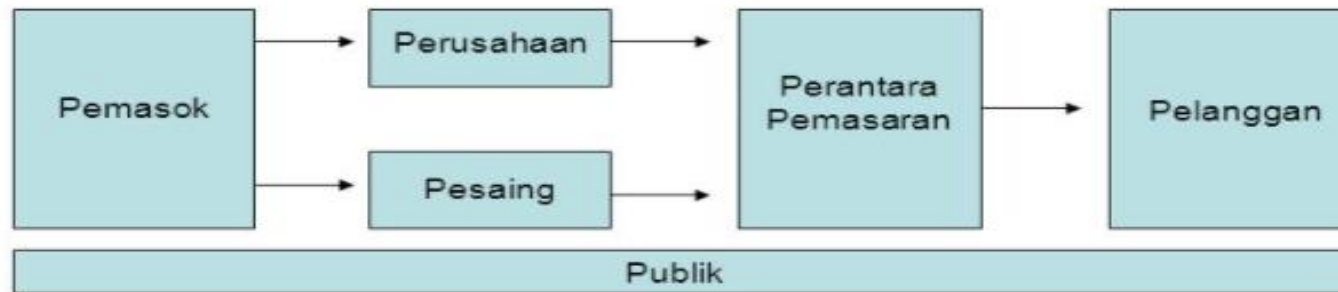 Pemasok
Perusahaan
Pesaing
Perantara
Pemasaran
Pelanggan
Publik